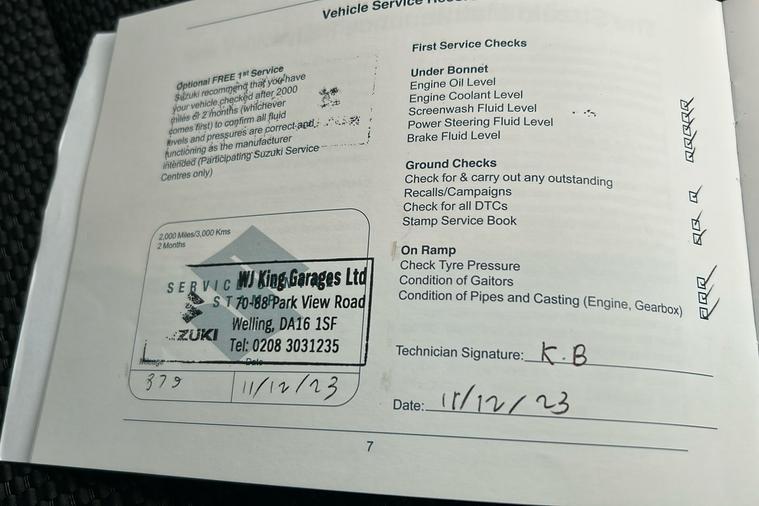 Vehicle Service
Optional FREE 1st Service
Suzuki recommend that you have
your vehicle checked after 2000
miles or 2 months (whichever
comes first) to confirm all fluid
levels and pressures are correct and
functioning as the manufacturer
intended (Participating Suzuki Service
Centres only)
2,000 Miles/3,000 Kms
2 Months
SERVICE
ST
WJ King Garages Ltd
70-88 Park View Road
Welling, DA16 1SF
Tel: 0208 3031235
ZUKI
Date
379
11/12/23
First Service Checks
Under Bonnet
Engine Oil Level
Engine Coolant Level
Screenwash Fluid Level
Power Steering Fluid Level
Brake Fluid Level
Ground Checks
Check for & carry out any outstanding
Recalls/Campaigns
Check for all DTCs
Stamp Service Book
On Ramp
Check Tyre Pressure
Condition of Gaitors
Condition of Pipes and Casting (Engine, Gearbox)
Technician Signature: K.B
Date: 11/12/23
7